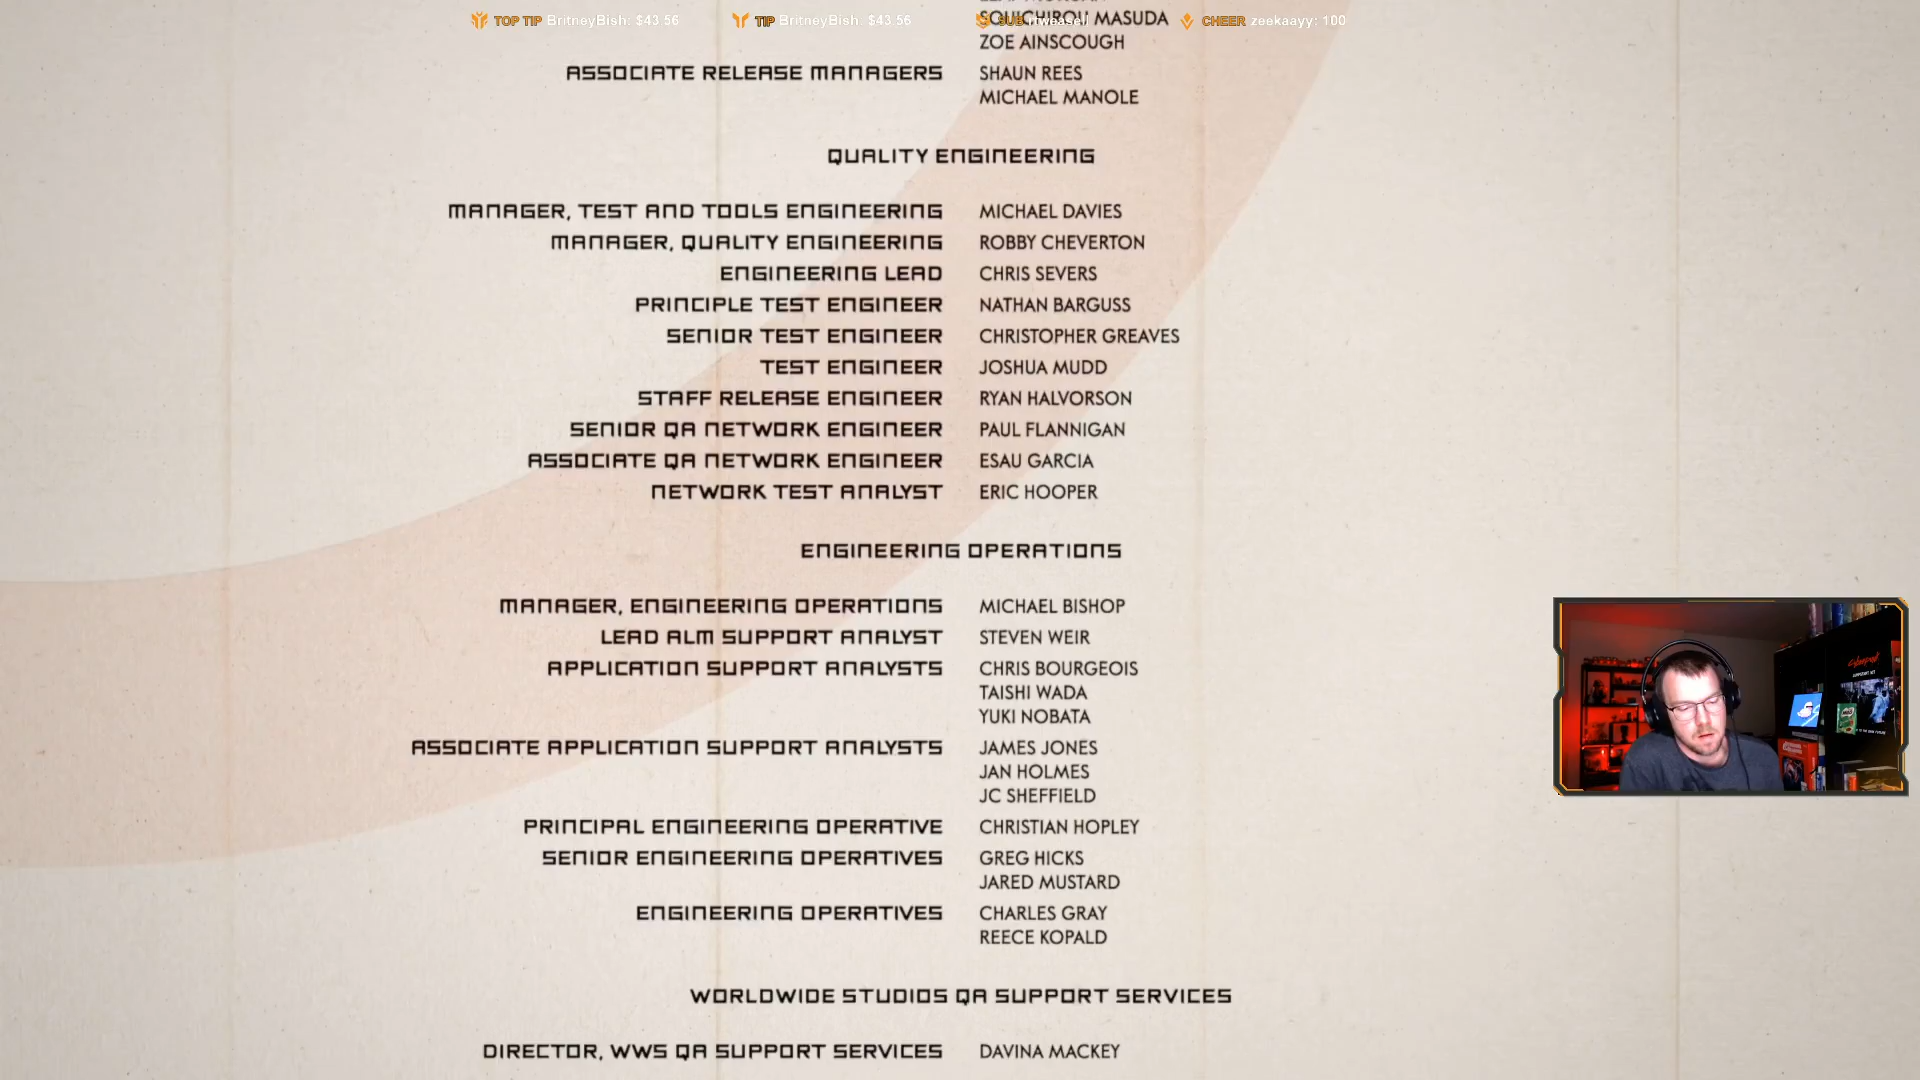 TOP TIP BritneyBish: $43.56 TIP BritneyBish: $43.56 SUB rtweasell CHEER zeekaayy: 100
SOUICHIROU MASUDA
ZOE AINSCOUGH
ASSOCIATE RELEASE MANAGERS SHAUN REES
MICHAEL MANOLE
QUALITY ENGINEERING
MANAGER, TEST AND TOOLS ENGINEERING MICHAEL DAVIES
MANAGER, QUALITY ENGINEERING ROBBY CHEVERTON
ENGINEERING LEAD CHRIS SEVERS
PRINCIPLE TEST ENGINEER NATHAN BARGUSS
SENIOR TEST ENGINEER CHRISTOPHER GREAVES
TEST ENGINEER JOSHUA MUDD
STAFF RELEASE ENGINEER RYAN HALVORSON
SENIOR QA NETWORK ENGINEER PAUL FLANNIGAN
ASSOCIATE QA NETWORK ENGINEER ESAU GARCIA
NETWORK TEST ANALYST ERIC HOOPER
ENGINEERING OPERATIONS
MANAGER, ENGINEERING OPERATIONS MICHAEL BISHOP
LEAD ALM SUPPORT ANALYST STEVEN WEIR
APPLICATION SUPPORT ANALYSTS CHRIS BOURGEOIS
TAISHI WADA
YUKI NOBATA
ASSOCIATE APPLICATION SUPPORT ANALYSTS JAMES JONES
JAN HOLMES
JC SHEFFIELD
PRINCIPAL ENGINEERING OPERATIVE CHRISTIAN HOPLEY
SENIOR ENGINEERING OPERATIVES GREG HICKS
JARED MUSTARD
ENGINEERING OPERATIVES CHARLES GRAY
REECE KOPALD
WORLDWIDE STUDIOS QA SUPPORT SERVICES
DIRECTOR, WWS QA SUPPORT SERVICES DAVINA MACKEY
Cyberpunk